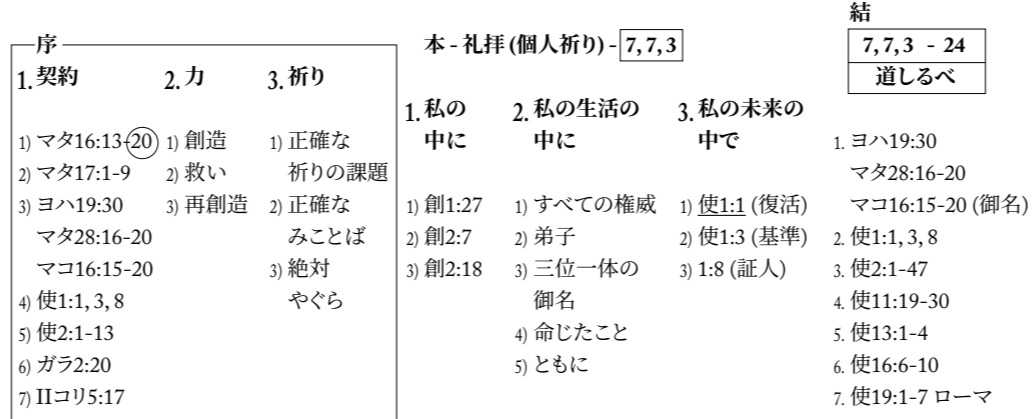 序
1. 契約
1) マタ16:13-20
2) マタ17:1-9
3) ヨハ19:30
マタ28:16-20
マコ16:15-20
4) 使1:1, 3, 8
5) 使2:1-13
6) ガラ2:20
7) IIコリ5:17
2. 力
1) 創造
2) 救い
3) 再創造
3. 祈り
1) 正確な
祈りの課題
2) 正確な
みことば
3) 絶対
やぐら
本 - 礼拝 (個人祈り) - 7, 7, 3
1. 私の
中に
1) 創1:27
2) 創2:7
3) 創2:18
2. 私の生活の
中に
1) すべての権威
2) 弟子
3) 三位一体の
御名
4) 命じたこと
5) ともに
3. 私の未来の
中で
1) 使1:1 (復活)
2) 使1:3 (基準)
3) 1:8 (証人)
結
7, 7, 3 - 24
道しるべ
1. ヨハ19:30
マタ28:16-20
マコ16:15-20 (御名)
2. 使1:1, 3, 8
3. 使2:1-47
4. 使11:19-30
5. 使13:1-4
6. 使16:6-10
7. 使19:1-7 ローマ